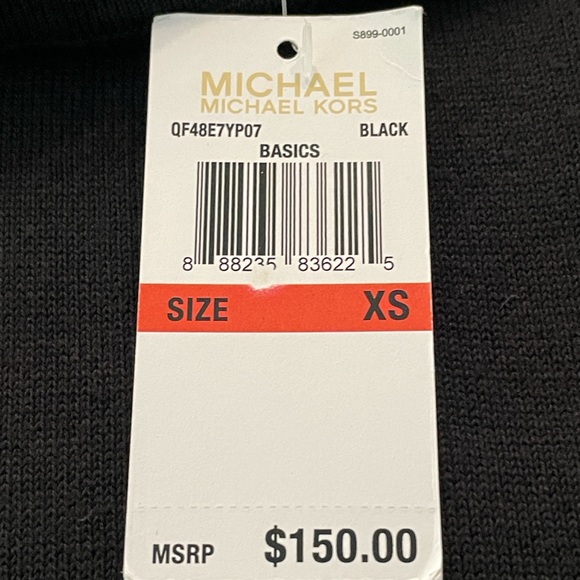 S899-0001
MICHAEL
MICHAEL KORS
QF48E7YP07 BLACK
BASICS
8 88235 83622 5
SIZE XS
MSRP $150.00